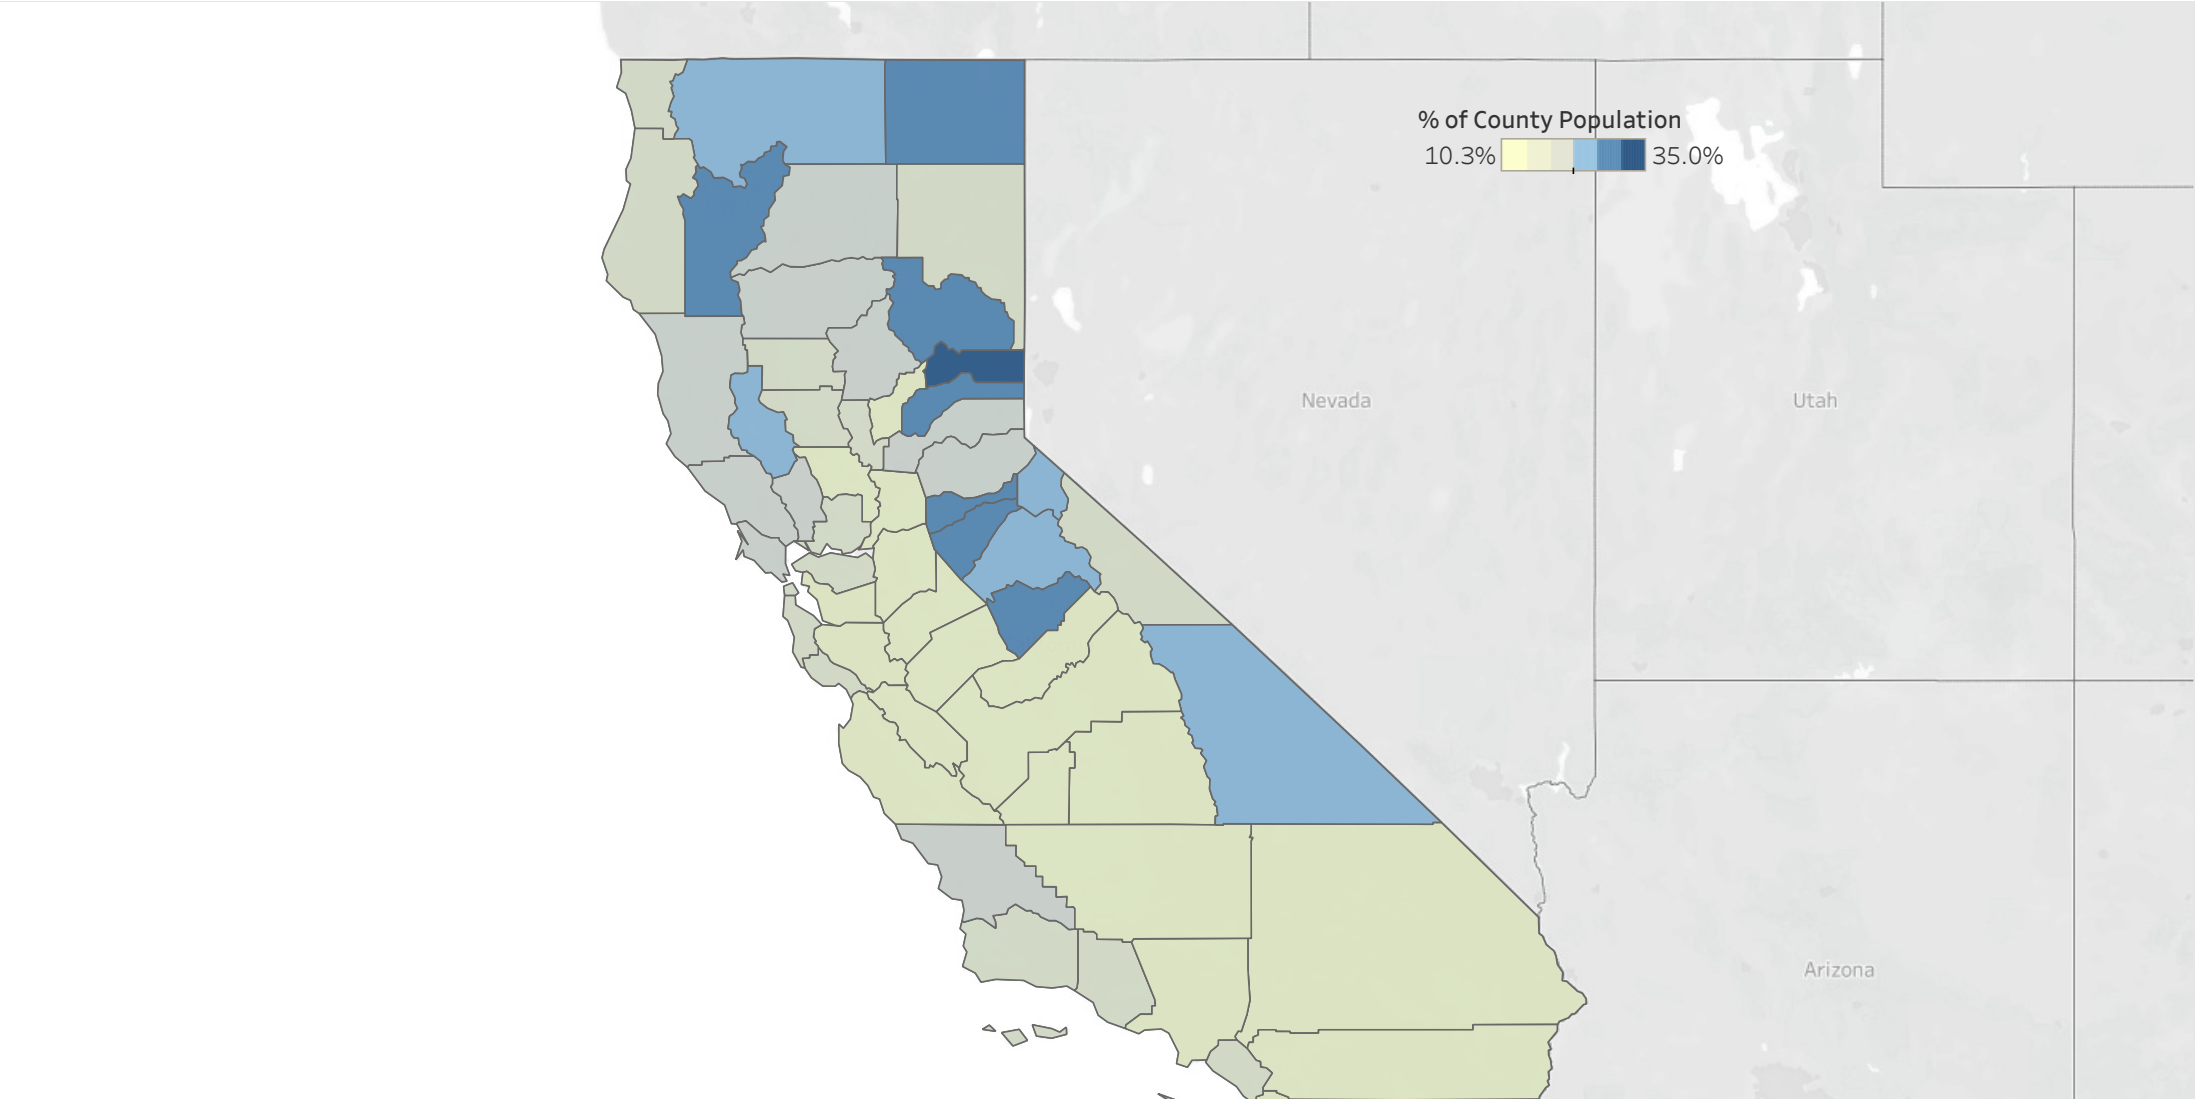 % of County Population
10.3% 35.0%
Nevada
Utah
Arizona